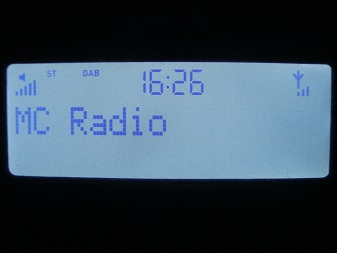 ST DAB 16:26
MC Radio